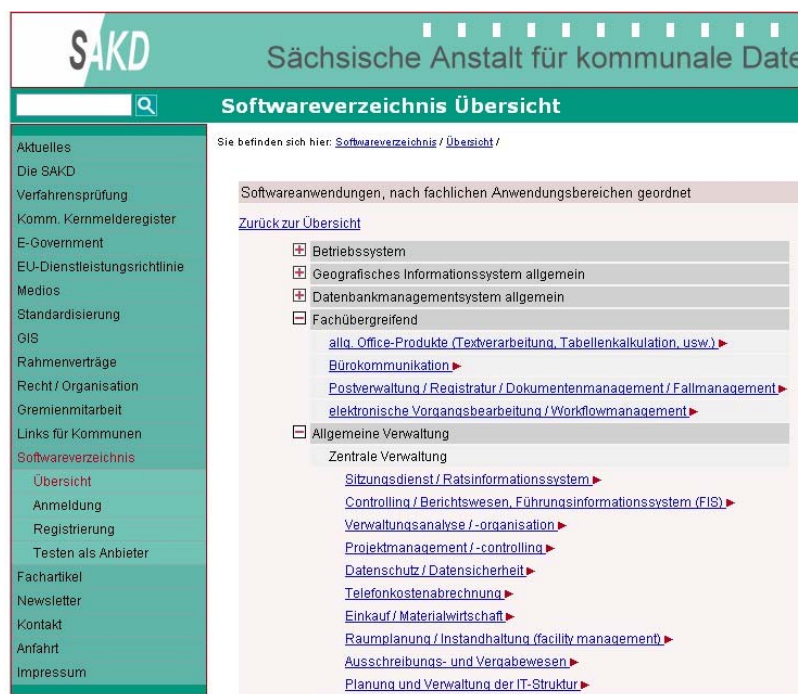 SAKD
Sächsische Anstalt für kommunale Date
Softwareverzeichnis Übersicht
Sie befinden sich hier: Softwareverzeichnis / Übersicht /
Aktuelles
Die SAKD
Verfahrensprüfung
Komm. Kernmelderegister
E-Government
EU-Dienstleistungsrichtlinie
Medios
Standardisierung
GIS
Rahmenverträge
Recht / Organisation
Gremienmitarbeit
Links für Kommunen
Softwareverzeichnis
Übersicht
Anmeldung
Registrierung
Testen als Anbieter
Fachartikel
Newsletter
Kontakt
Anfahrt
Impressum
Softwareanwendungen, nach fachlichen Anwendungsbereichen geordnet
Zurück zur Übersicht
Betriebssystem
Geografisches Informationssystem allgemein
Datenbankmanagementsystem allgemein
Fachübergreifend
allg. Office-Produkte (Textverarbeitung, Tabellenkalkulation, usw.)
Bürokommunikation
Postverwaltung / Registratur / Dokumentenmanagement / Fallmanagement
elektronische Vorgangsbearbeitung / Workflowmanagement
Allgemeine Verwaltung
Zentrale Verwaltung
Sitzungsdienst / Ratsinformationssystem
Controlling / Berichtswesen, Führungsinformationssystem (FIS)
Verwaltungsanalyse / -organisation
Projektmanagement / -controlling
Datenschutz / Datensicherheit
Telefonkostenabrechnung
Einkauf / Materialwirtschaft
Raumplanung / Instandhaltung (facility management)
Ausschreibungs- und Vergabewesen
Planung und Verwaltung der IT-Struktur